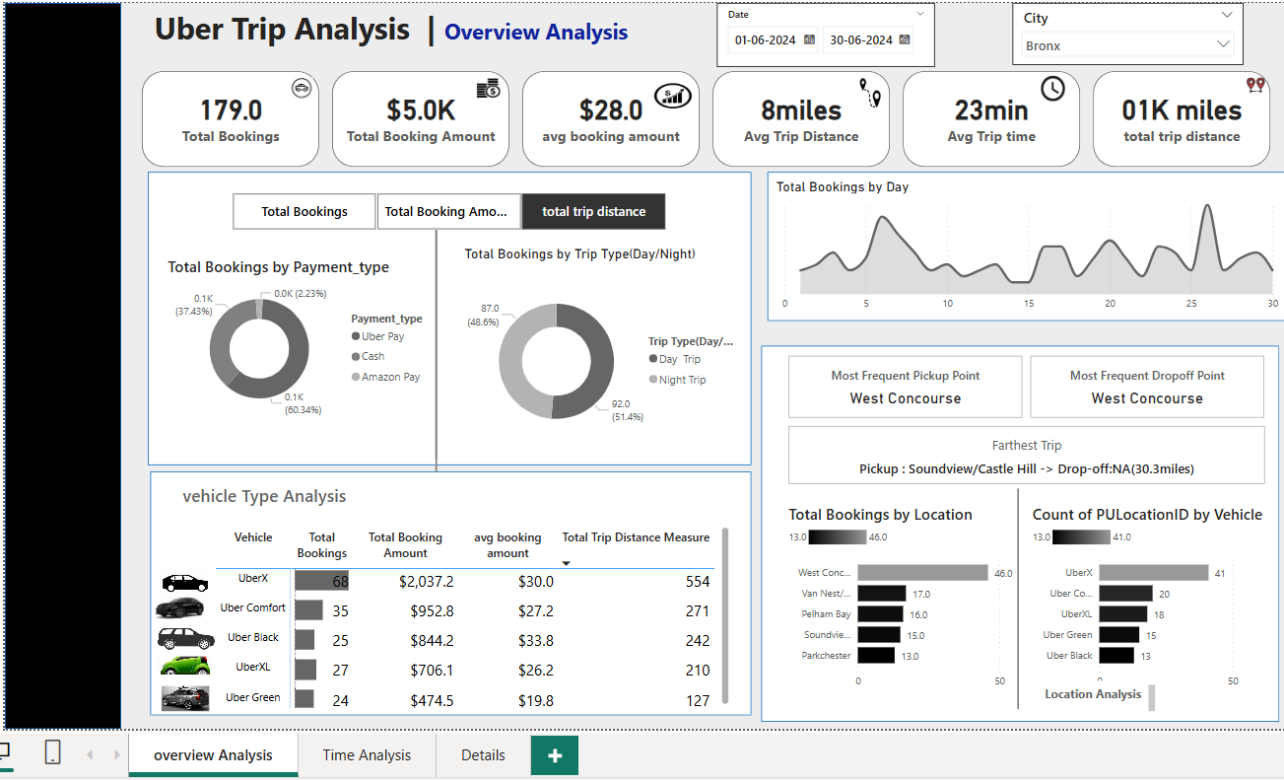 Uber Trip Analysis | Overview Analysis
Date
01-06-2024 30-06-2024
City
Bronx
179.0
Total Bookings
$5.0K
Total Booking Amount
$28.0
avg booking amount
8miles
Avg Trip Distance
23min
Avg Trip time
01K miles
total trip distance
Total Bookings
Total Booking Amo...
total trip distance
Total Bookings by Payment_type
0.1K
(37.43%)
0.0K (2.23%)
0.1K
(60.34%)
Payment_type
Uber Pay
Cash
Amazon Pay
Total Bookings by Trip Type(Day/Night)
87.0
(48.6%)
92.0
(51.4%)
Trip Type(Day/...
Day Trip
Night Trip
Total Bookings by Day
0 5 10 15 20 25 30
Most Frequent Pickup Point
West Concourse
Most Frequent Dropoff Point
West Concourse
Farthest Trip
Pickup : Soundview/Castle Hill -> Drop-off:NA(30.3miles)
vehicle Type Analysis
Vehicle Total Bookings Total Booking Amount avg booking amount Total Trip Distance Measure
UberX 68 $2,037.2 $30.0 554
Uber Comfort 35 $952.8 $27.2 271
Uber Black 25 $844.2 $33.8 242
UberXL 27 $706.1 $26.2 210
Uber Green 24 $474.5 $19.8 127
Total Bookings by Location
13.0 46.0
West Conc... 46.0
Van Nest/... 17.0
Pelham Bay 16.0
Soundvie... 15.0
Parkchester 13.0
0 50
Count of PULocationID by Vehicle
13.0 41.0
UberX 41
Uber Co... 20
UberXL 18
Uber Green 15
Uber Black 13
50
Location Analysis
overview Analysis
Time Analysis
Details
+